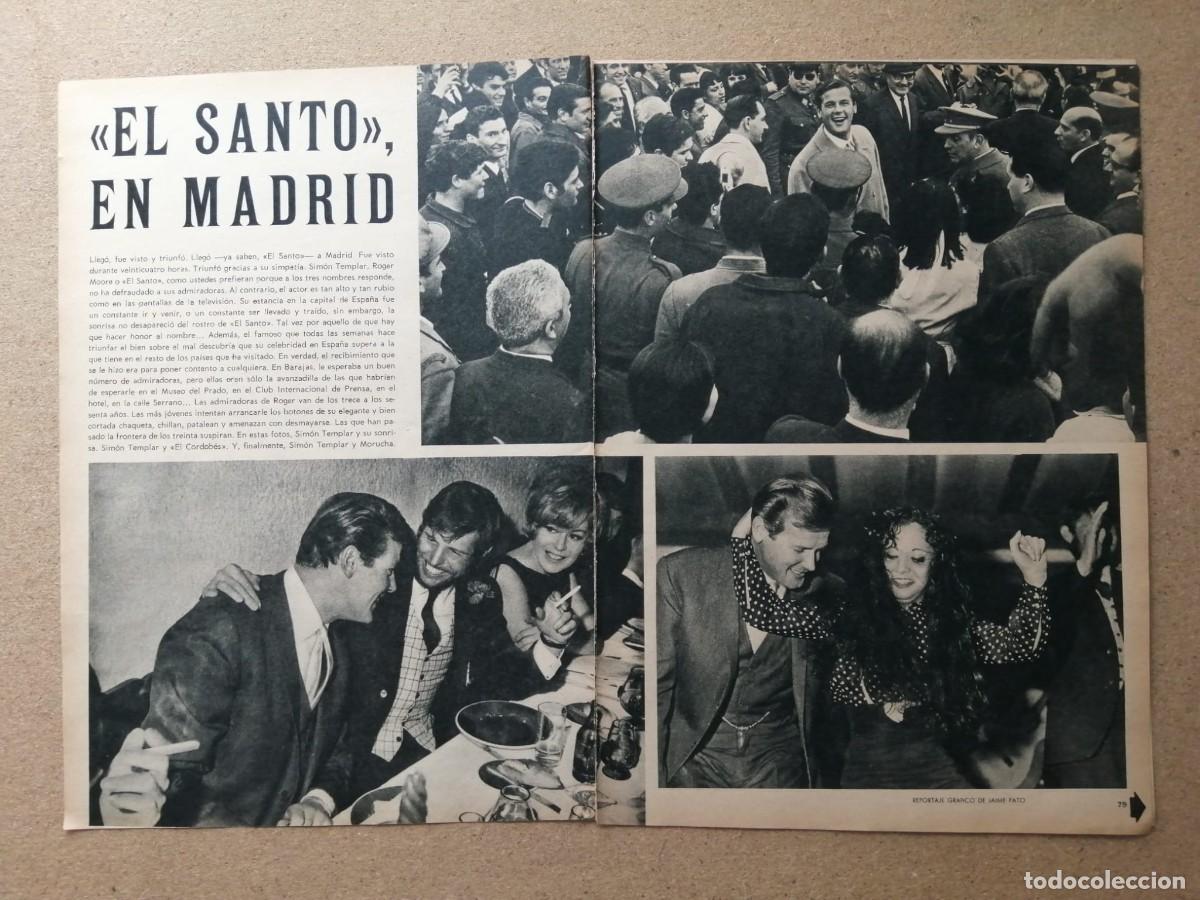 «EL SANTO»,
EN MADRID
Llegó, fue visto y triunfó. Llegó —ya saben, «El Santo»— a Madrid. Fue visto
durante veinticuatro horas. Triunfó gracias a su simpatía. Simón Templar, Roger
Moore o «El Santo», como ustedes prefieran porque a los tres nombres responde,
no ha defraudado a sus admiradoras. Al contrario, el actor es tan alto y tan rubio
como en las pantallas de la televisión. Su estancia en la capital de España fue
un constante ir y venir, o un constante ser llevado y traído, sin embargo, la
sonrisa no desapareció del rostro de «El Santo». Tal vez por aquello de que hay
que hacer honor al nombre... Además, el famoso que todas las semanas hace
triunfar el bien sobre el mal descubría que su celebridad en España supera a la
que tiene en el resto de los países que ha visitado. En verdad, el recibimiento que
se le hizo era para poner contento a cualquiera. En Barajas, le esperaba un buen
número de admiradoras, pero ellas eran sólo la avanzadilla de las que habrían
de esperarle en el Museo del Prado, en el Club Internacional de Prensa, en el
hotel, en la calle Serrano... Las admiradoras de Roger van de los trece a los se-
senta años. Las más jóvenes intentan arrancarle los botones de su elegante y bien
cortada chaqueta, chillan, patalean y amenazan con desmayarse. Las que han pa-
sado la frontera de los treinta suspiran. En estas fotos, Simón Templar y su sonri-
sa. Simón Templar y «El Cordobés». Y, finalmente, Simón Templar y Morucha.
REPORTAJE GRAFICO DE JAIME PATO
79
todocoleccion